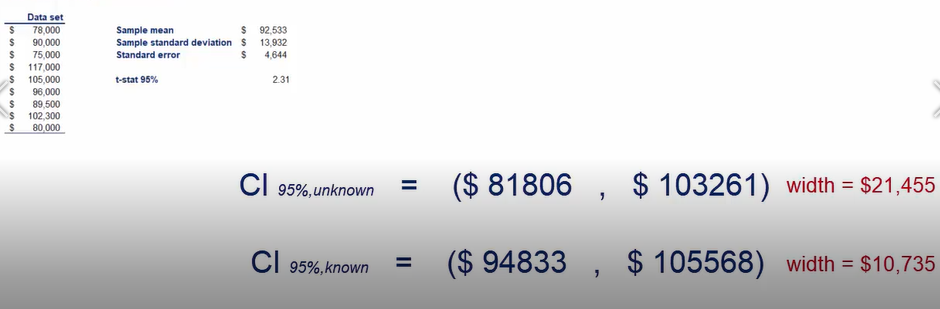 Data set
$ 78,000 Sample mean $ 92,533
$ 90,000 Sample standard deviation $ 13,932
$ 75,000 Standard error $ 4,644
$ 117,000
$ 105,000 t-stat 95% 2.31
$ 96,000
$ 89,500
$ 102,300
$ 80,000
CI 95%,unknown = ($ 81806 , $ 103261) width = $21,455
CI 95%,known = ($ 94833 , $ 105568) width = $10,735